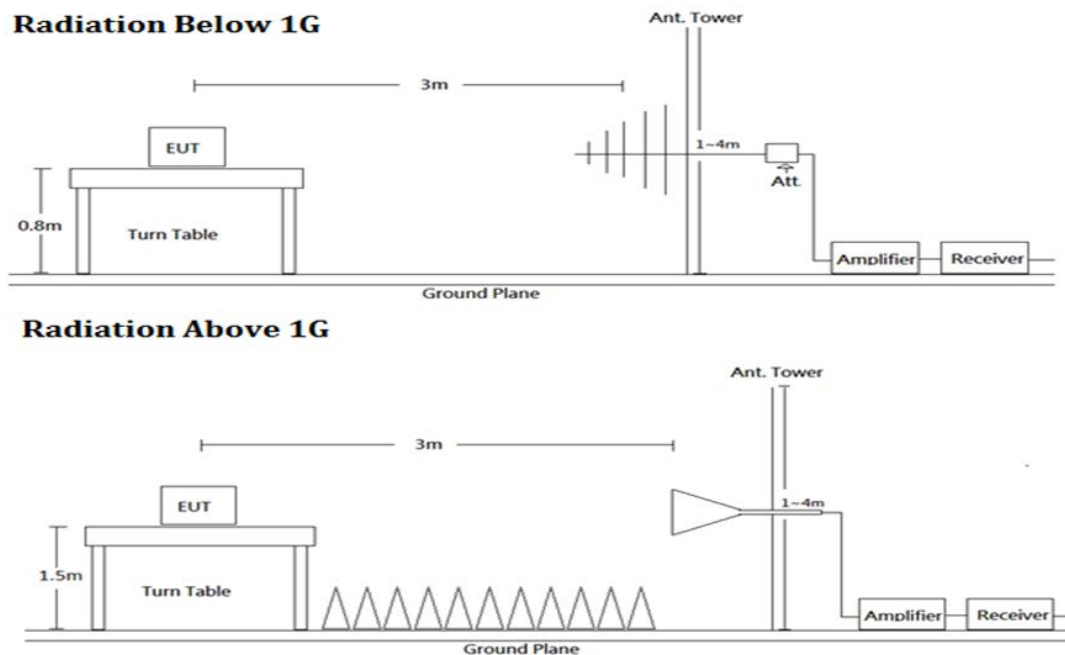 Radiation Below 1G
Ant. Tower
3m
EUT
1~4m
Att.
0.8m
Turn Table
Amplifier
Receiver
Ground Plane
Radiation Above 1G
Ant. Tower
3m
EUT
1~4m
1.5m
Turn Table
Amplifier
Receiver
Ground Plane